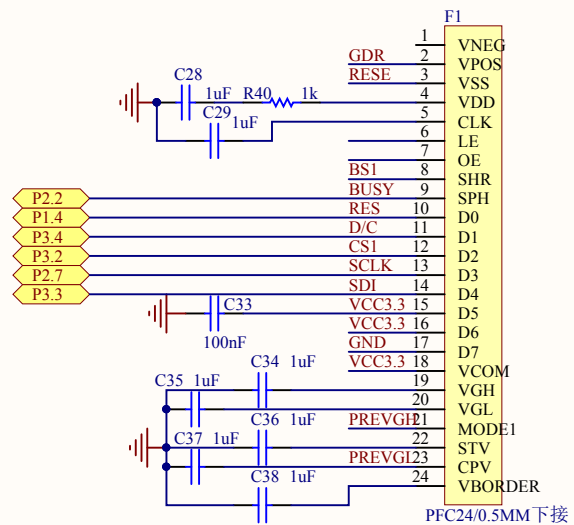 F1
1 VNEG
GDR 2 VPOS
RESE 3 VSS
C28 1uF R40 1k 4 VDD
C29 1uF 5 CLK
6 LE
7 OE
BS1 8 SHR
P2.2 BUSY 9 SPH
P1.4 RES 10 D0
P3.4 D/C 11 D1
P3.2 CS1 12 D2
P2.7 SCLK 13 D3
P3.3 SDI 14 D4
C33 100nF VCC3.3 15 D5
VCC3.3 16 D6
GND 17 D7
VCC3.3 18 VCOM
C34 1uF 19 VGH
C35 1uF 20 VGL
PREVGH 21 MODE1
C36 1uF 22 STV
C37 1uF PREVGL 23 CPV
C38 1uF 24 VBORDER
PFC24/0.5MM下接